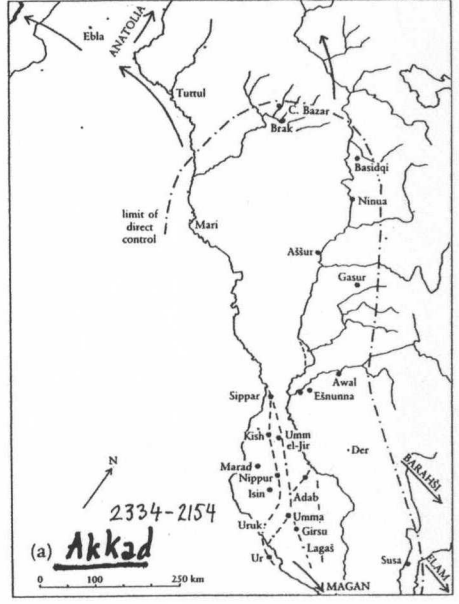 Ebla
ANATOLIA
Tuttul
C. Bazar
Brak
Basidqi
Ninua
limit of
direct
control
Mari
Aššur
Gasur
Awal
Sippar
Ešnunna
Kish
Umm
el-Jir
Der
Marad
Nippur
BARAHŠI
N
Isin
Adab
2334-2154
Uruk
Umma
Girsu
(a) Akkad
Lagaš
Ur
Susa
ELAM
0 100 250 km
MAGAN